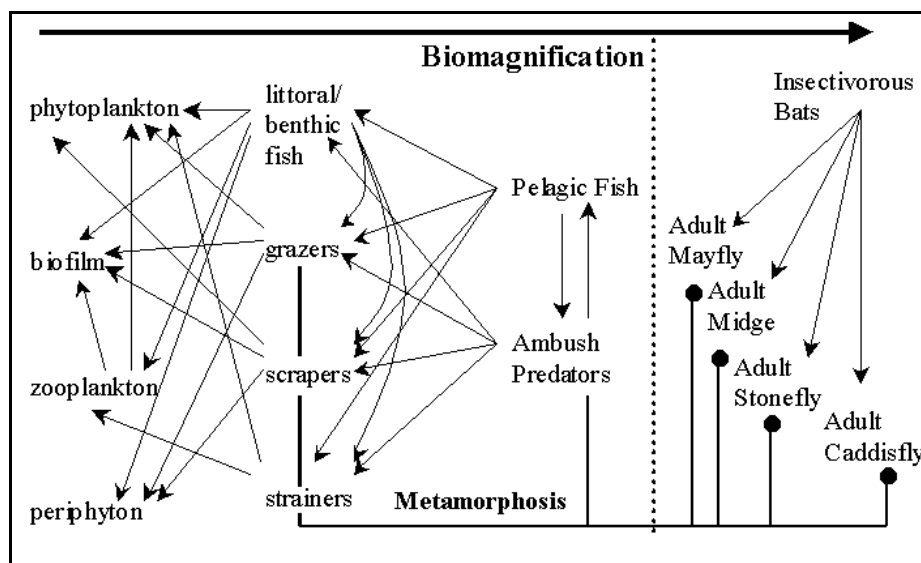 Biomagnification
phytoplankton
littoral/
benthic
fish
Insectivorous
Bats
Pelagic Fish
biofilm
grazers
Adult
Mayfly
Adult
Midge
zooplankton
scrapers
Ambush
Predators
Adult
Stonefly
Adult
Caddisfly
periphyton
strainers
Metamorphosis